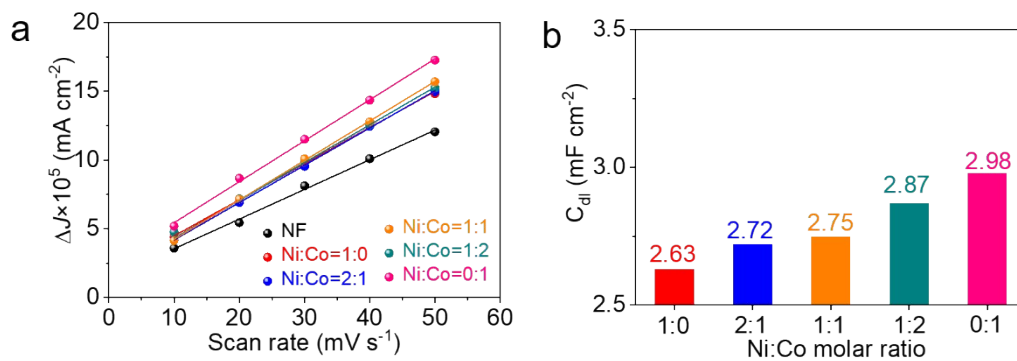 a
20
15
10
5
0
ΔJ×10⁵ (mA cm⁻²)
NF
Ni:Co=1:0
Ni:Co=2:1
Ni:Co=1:1
Ni:Co=1:2
Ni:Co=0:1
0 10 20 30 40 50 60
Scan rate (mV s⁻¹)
b
3.5
3.0
2.5
C_dl (mF cm⁻²)
2.63
2.72
2.75
2.87
2.98
1:0 2:1 1:1 1:2 0:1
Ni:Co molar ratio